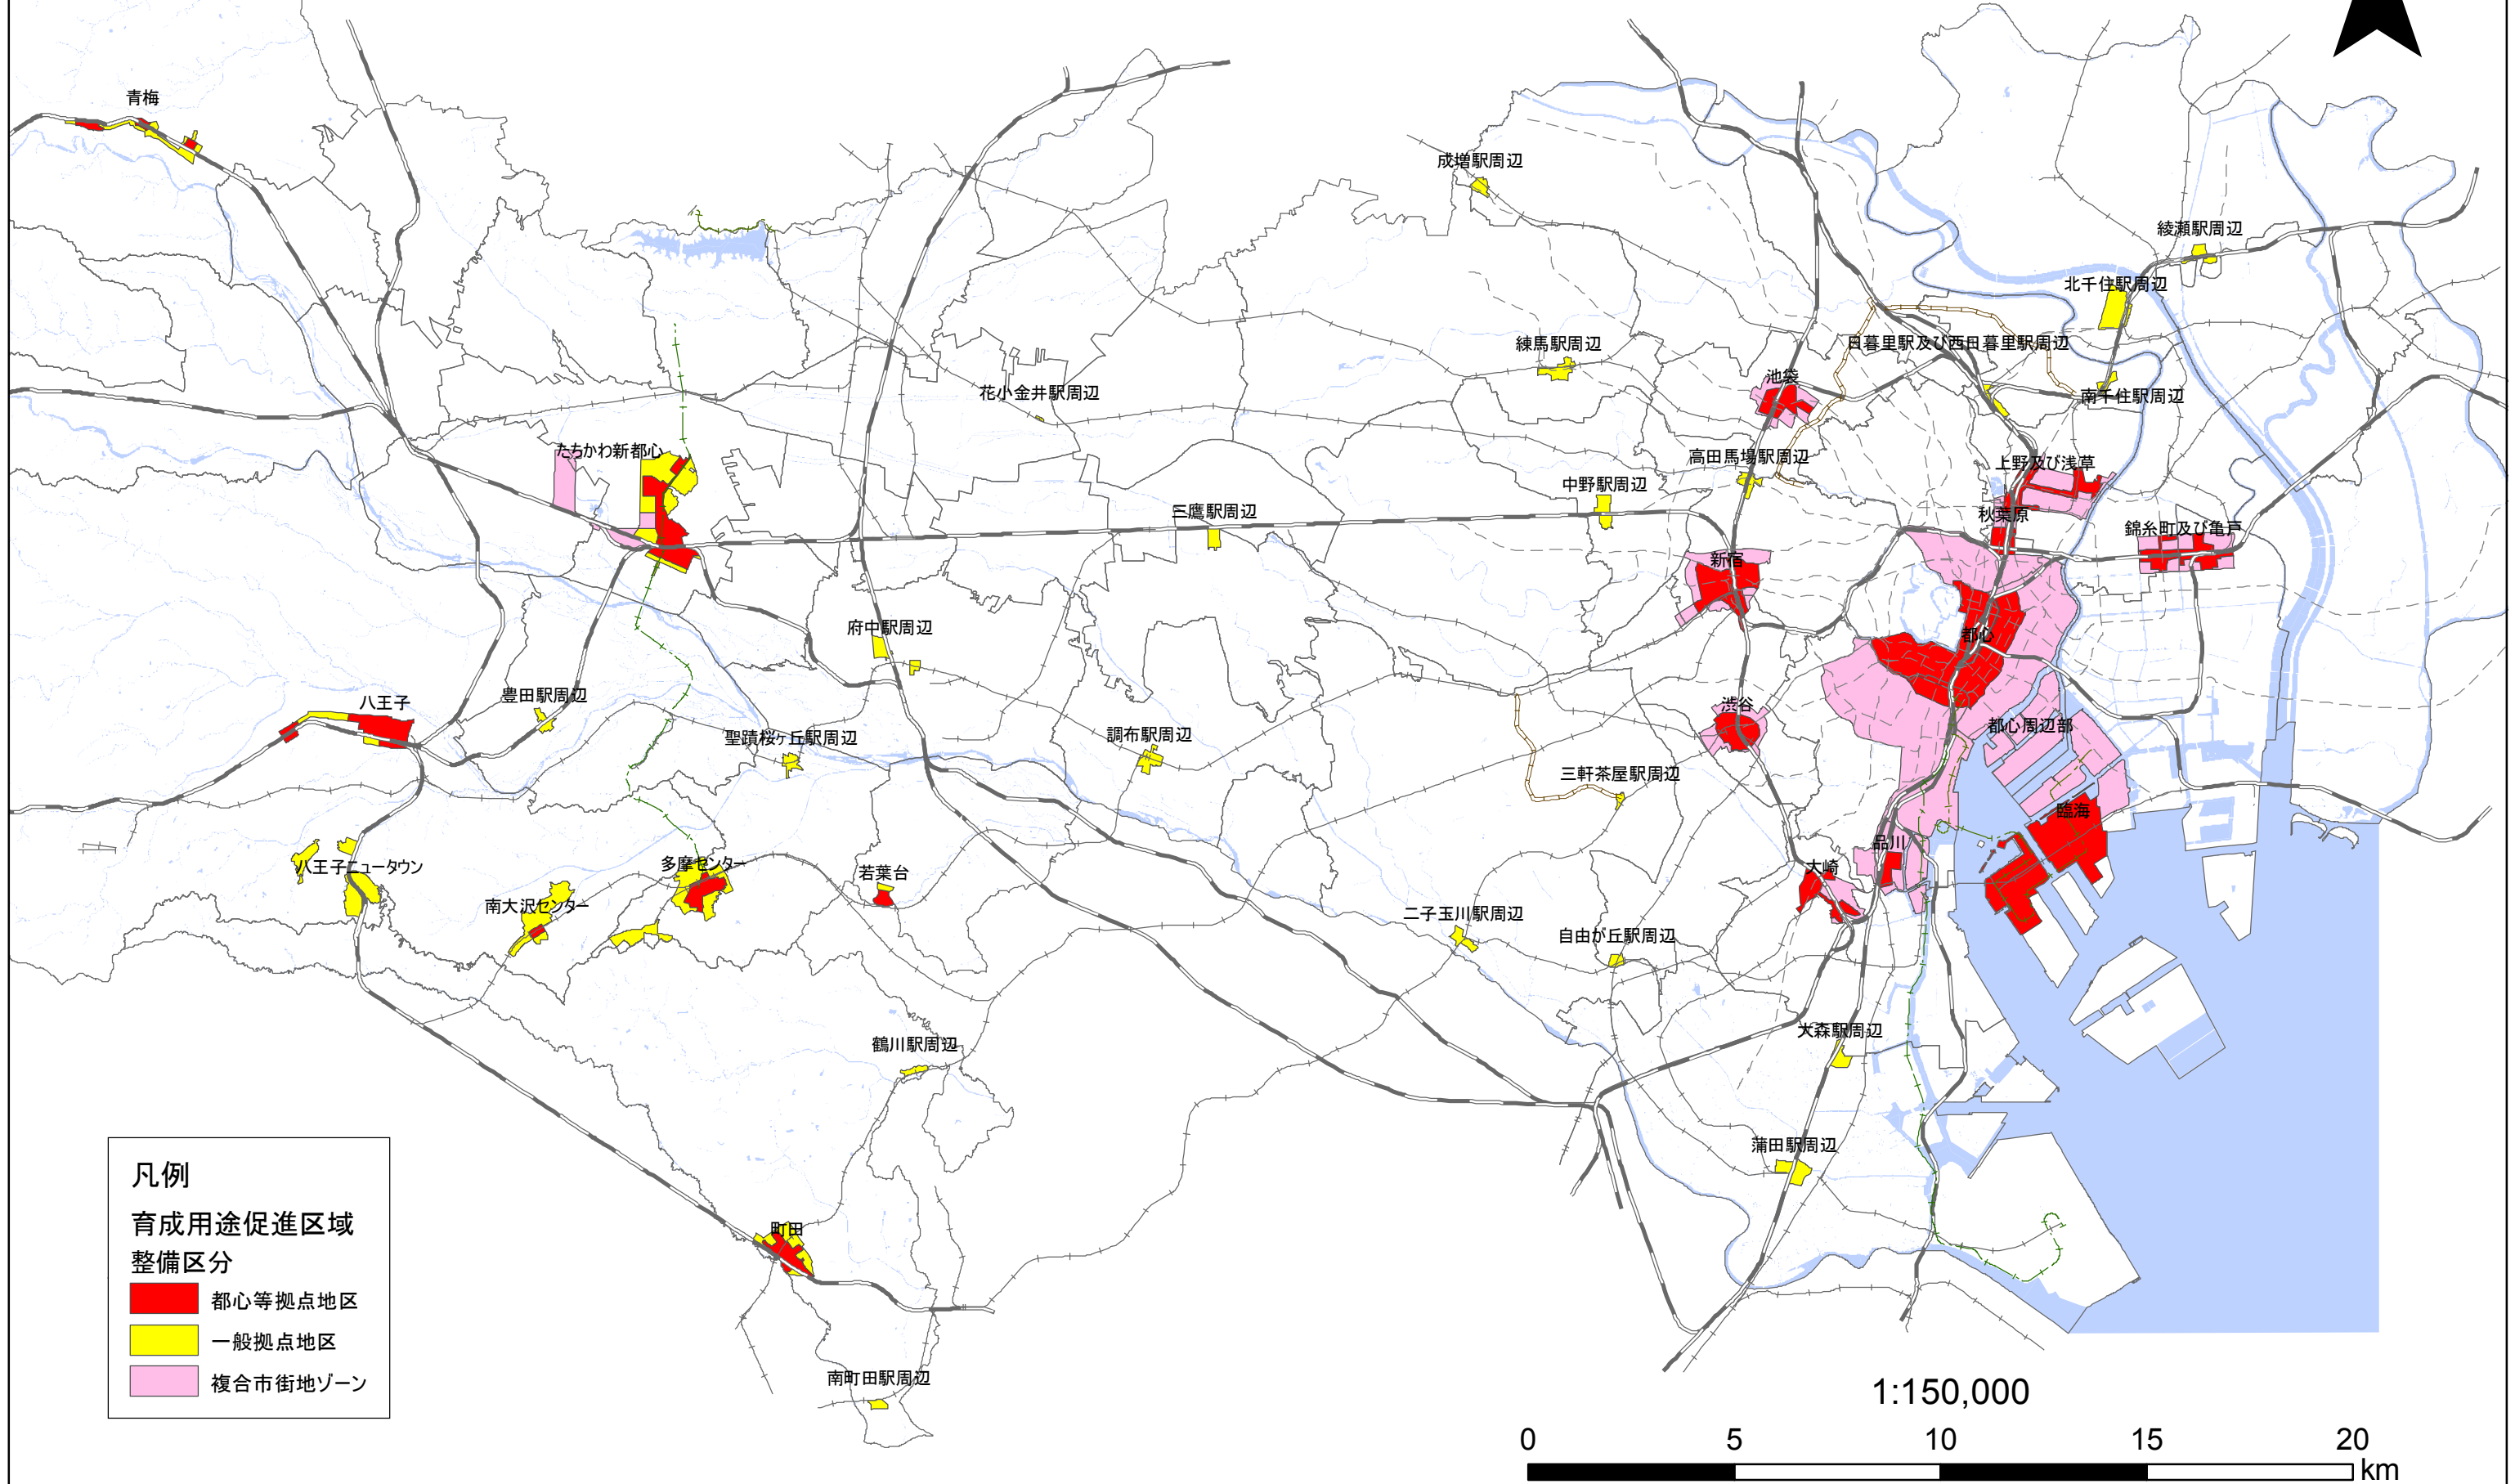 青梅
成増駅周辺
綾瀬駅周辺
北千住駅周辺
練馬駅周辺
日暮里駅及び西日暮里駅周辺
池袋
花小金井駅周辺
南千住駅周辺
たちかわ新都心
高田馬場駅周辺
上野及び浅草
中野駅周辺
三鷹駅周辺
秋葉原
錦糸町及び亀戸
新宿
府中駅周辺
都心
豊田駅周辺
八王子
渋谷
都心周辺部
聖蹟桜ヶ丘駅周辺
調布駅周辺
三軒茶屋駅周辺
臨海
品川
八王子ニュータウン
多摩センター
若葉台
大崎
南大沢センター
二子玉川駅周辺
自由が丘駅周辺
大森駅周辺
鶴川駅周辺
蒲田駅周辺
町田
南町田駅周辺
凡例
育成用途促進区域
整備区分
都心等拠点地区
一般拠点地区
複合市街地ゾーン
1:150,000
0 5 10 15 20
km